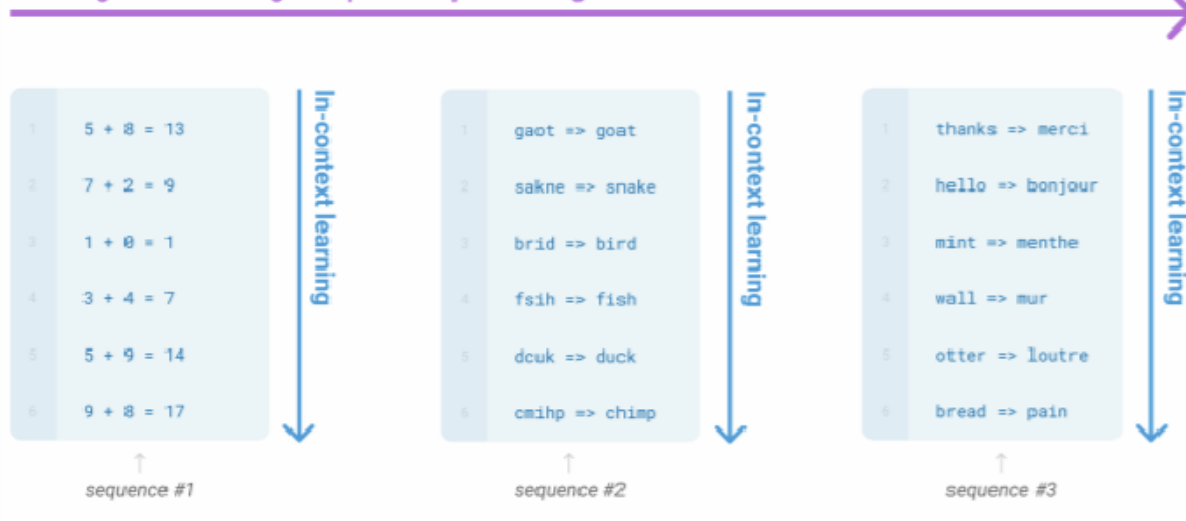 1 5 + 8 = 13
2 7 + 2 = 9
3 1 + 0 = 1
4 3 + 4 = 7
5 5 + 9 = 14
6 9 + 8 = 17
In-context learning
sequence #1
1 gaot => goat
2 sakne => snake
3 brid => bird
4 fsih => fish
5 dcuk => duck
6 cmihp => chimp
In-context learning
sequence #2
1 thanks => merci
2 hello => bonjour
3 mint => menthe
4 wall => mur
5 otter => loutre
6 bread => pain
In-context learning
sequence #3